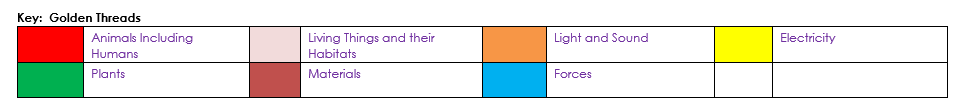 Key:  Golden Threads
Animals Including
Humans
Living Things and their
Habitats
Light and Sound
Electricity
Plants
Materials
Forces